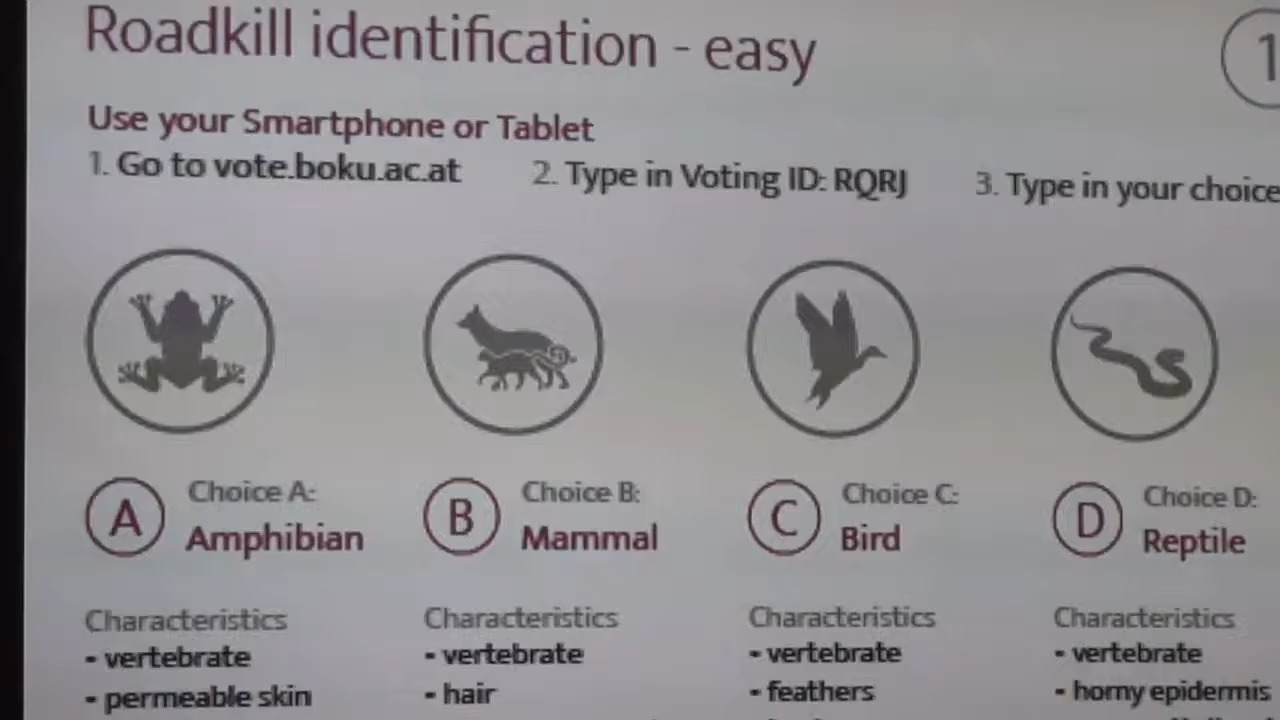 Roadkill identification - easy
1
Use your Smartphone or Tablet
1. Go to vote.boku.ac.at
2. Type in Voting ID: RQRJ
3. Type in your choice
A
Choice A:
Amphibian
B
Choice B:
Mammal
C
Choice C:
Bird
D
Choice D:
Reptile
Characteristics
- vertebrate
- permeable skin
Characteristics
- vertebrate
- hair
Characteristics
- vertebrate
- feathers
Characteristics
- vertebrate
- horny epidermis